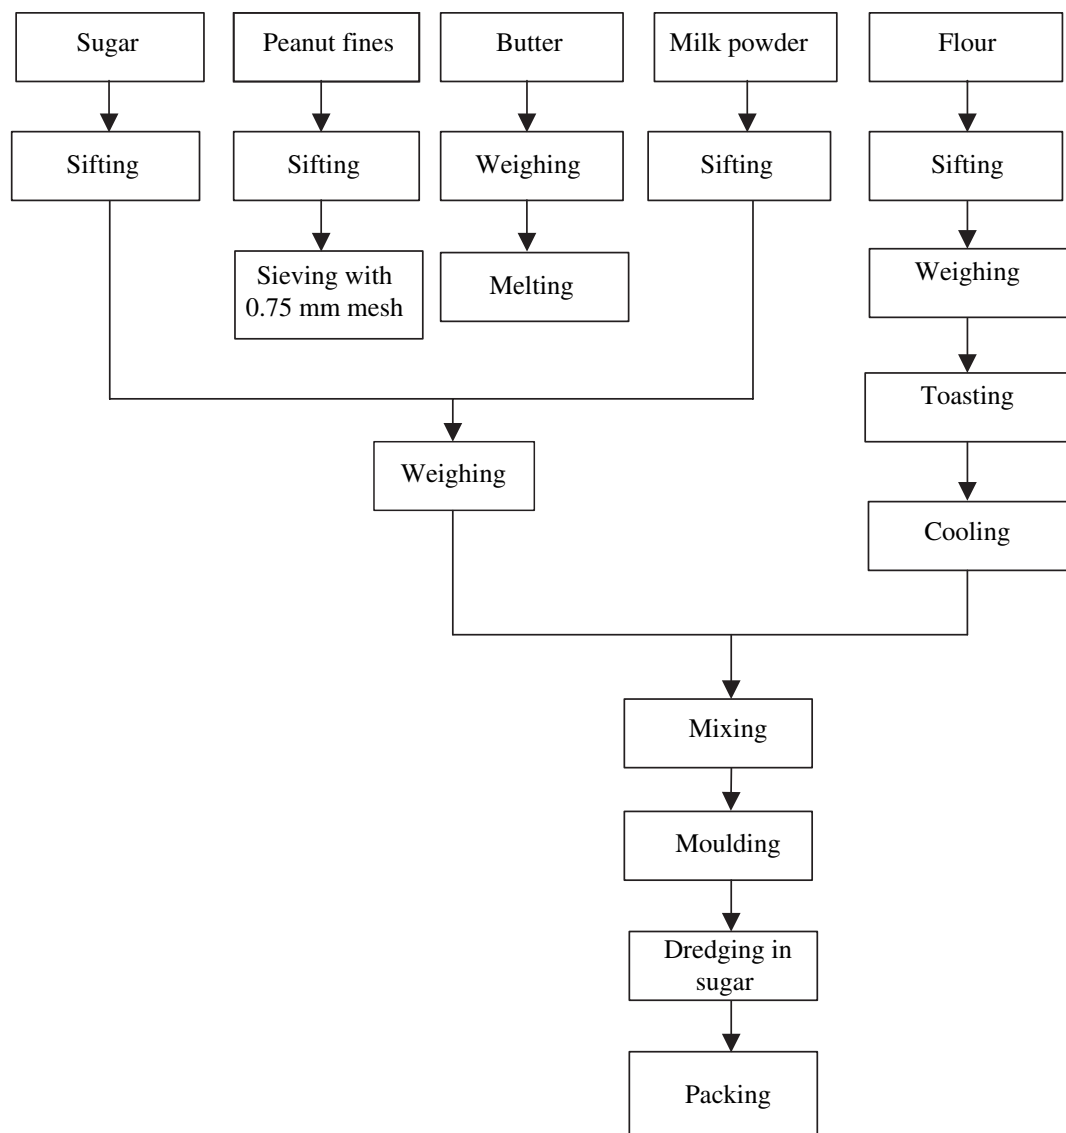 Sugar
Peanut fines
Butter
Milk powder
Flour
Sifting
Sifting
Weighing
Sifting
Sifting
Sieving with
0.75 mm mesh
Melting
Weighing
Toasting
Weighing
Cooling
Mixing
Moulding
Dredging in
sugar
Packing